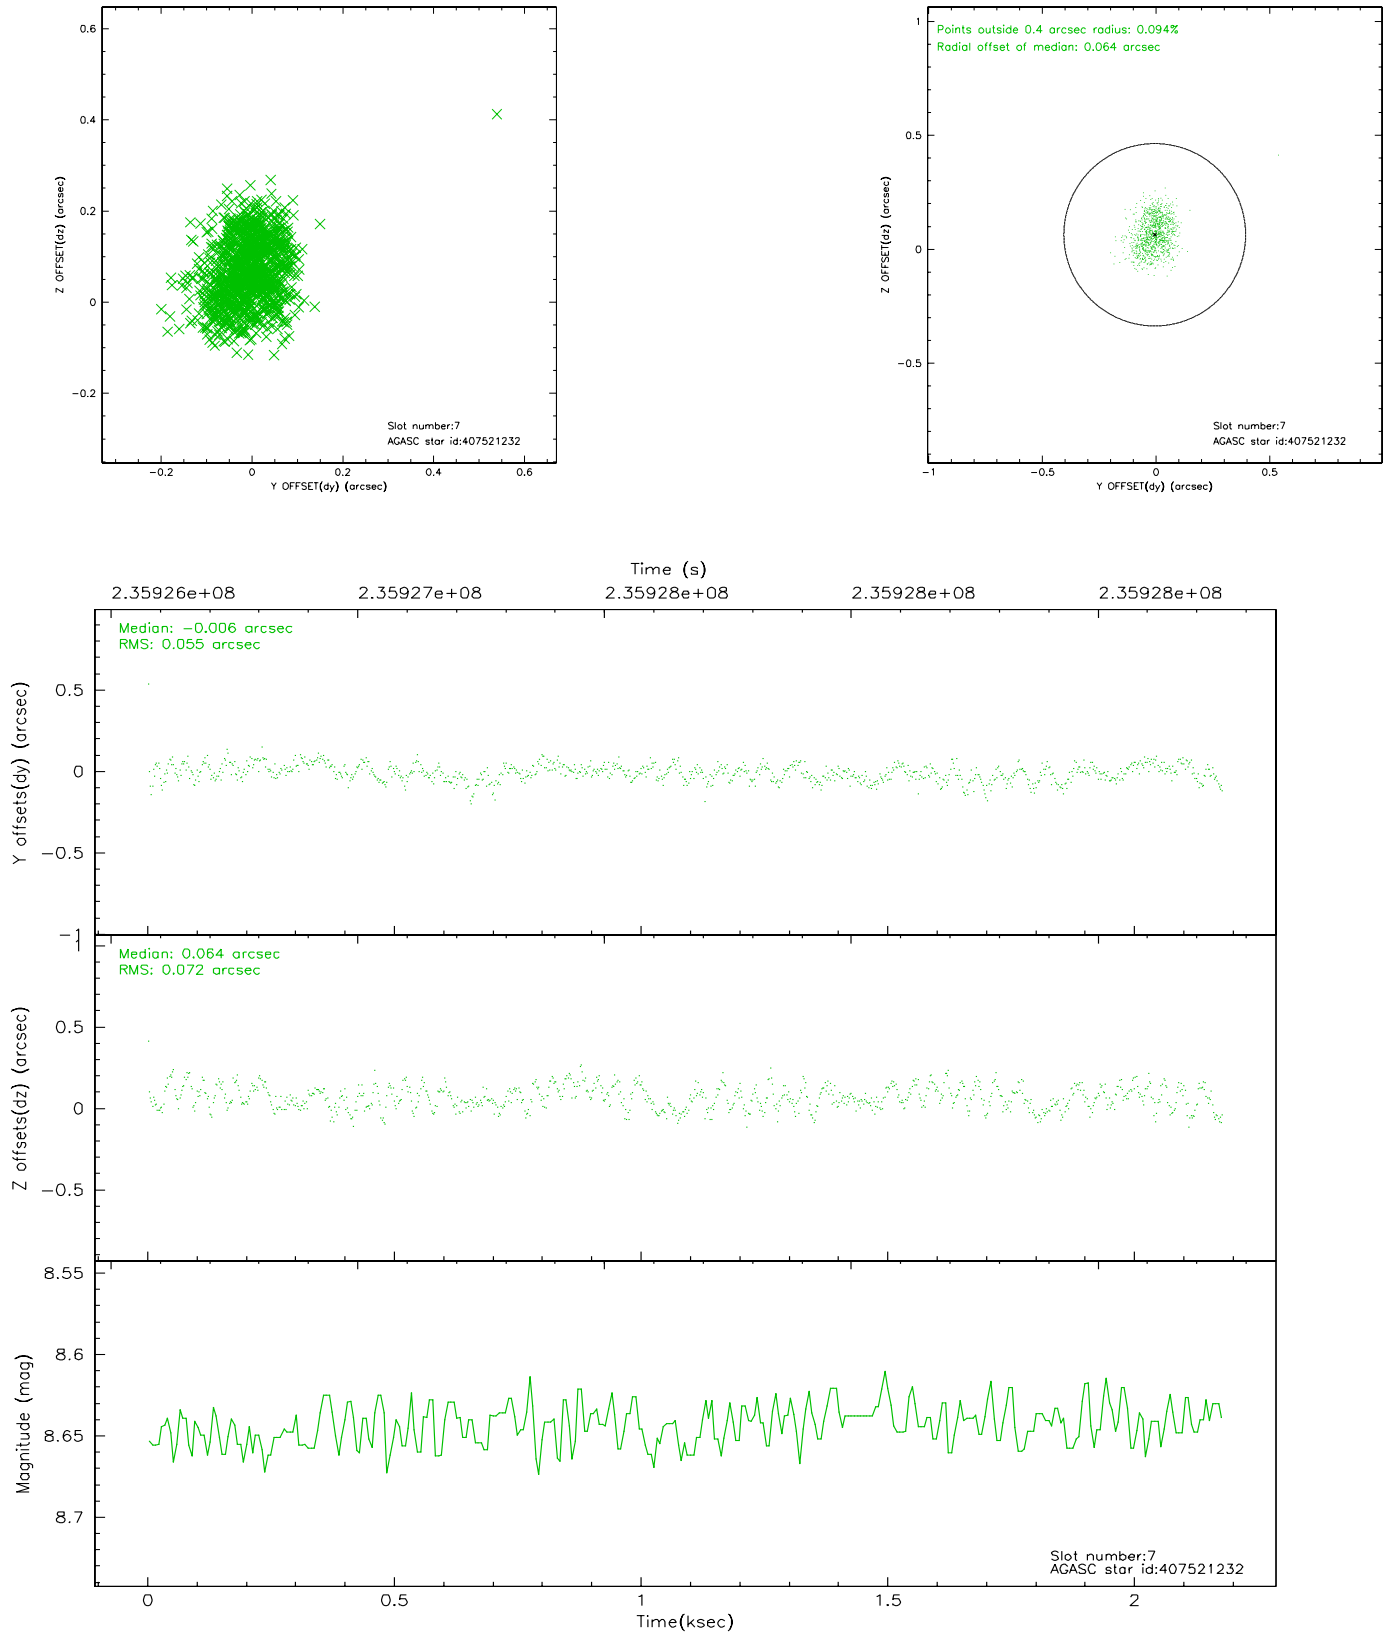 0.6
0.4
0.2
0
−0.2
Z OFFSET(dz) (arcsec)
Slot number:7
AGASC star id:407521232
−0.2 0 0.2 0.4 0.6
Y OFFSET(dy) (arcsec)
Points outside 0.4 arcsec radius: 0.094%
Radial offset of median: 0.064 arcsec
1
0.5
0
−0.5
Z OFFSET(dz) (arcsec)
Slot number:7
AGASC star id:407521232
−1 −0.5 0 0.5
Y OFFSET(dy) (arcsec)
Time (s)
2.35926e+08 2.35927e+08 2.35928e+08 2.35928e+08 2.35928e+08
Median: −0.006 arcsec
RMS: 0.055 arcsec
0.5
0
−0.5
−1
Y offsets(dy) (arcsec)
Median: 0.064 arcsec
RMS: 0.072 arcsec
1
0.5
0
−0.5
Z offsets(dz) (arcsec)
8.55
8.6
8.65
8.7
Magnitude (mag)
Slot number:7
AGASC star id:407521232
0 0.5 1 1.5 2
Time(ksec)